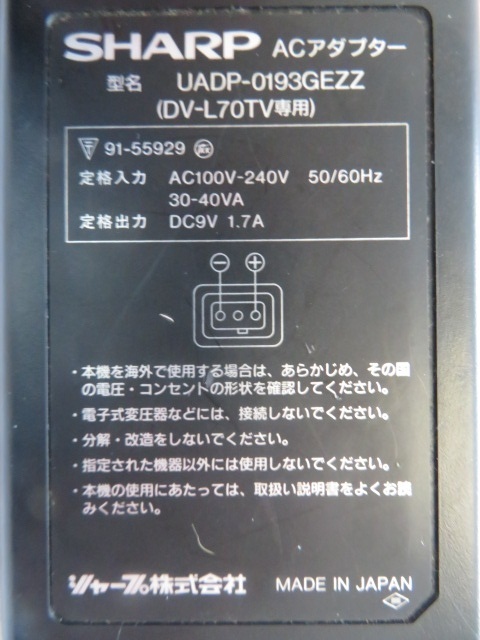 SHARP ACアダプター
型名 UADP-0193GEZZ
(DV-L70TV専用)
〒 91-55929
定格入力 AC100V~240V 50/60Hz
30-40VA
定格出力 DC9V 1.7A
− +
・本機を海外で使用する場合は、あらかじめ、その国
の電圧・コンセントの形状を確認してください。
・電子式変圧器などには、接続しないでください。
・分解・改造をしないでください。
・指定された機器以外には使用しないでください。
・本機の使用にあたっては、取扱い説明書をよくお読
みください。
シャープ株式会社 MADE IN JAPAN